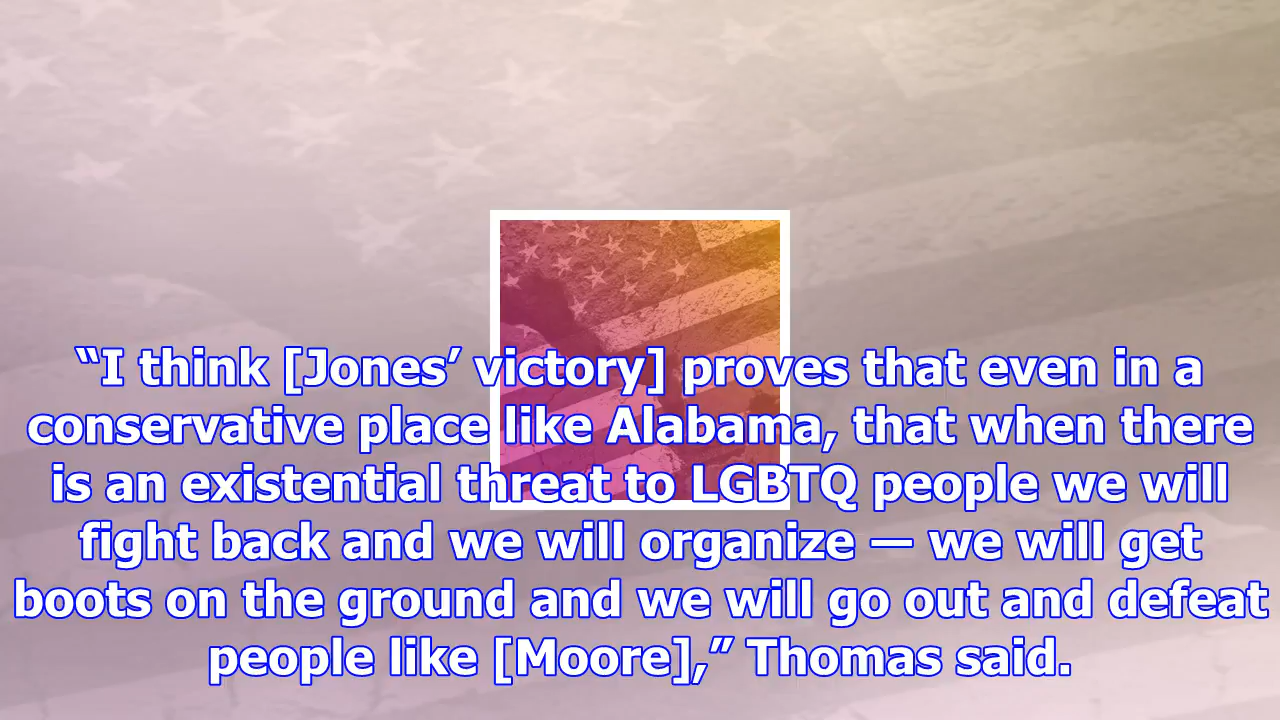 “I think [Jones’ victory] proves that even in a
conservative place like Alabama, that when there
is an existential threat to LGBTQ people we will
fight back and we will organize — we will get
boots on the ground and we will go out and defeat
people like [Moore],” Thomas said.